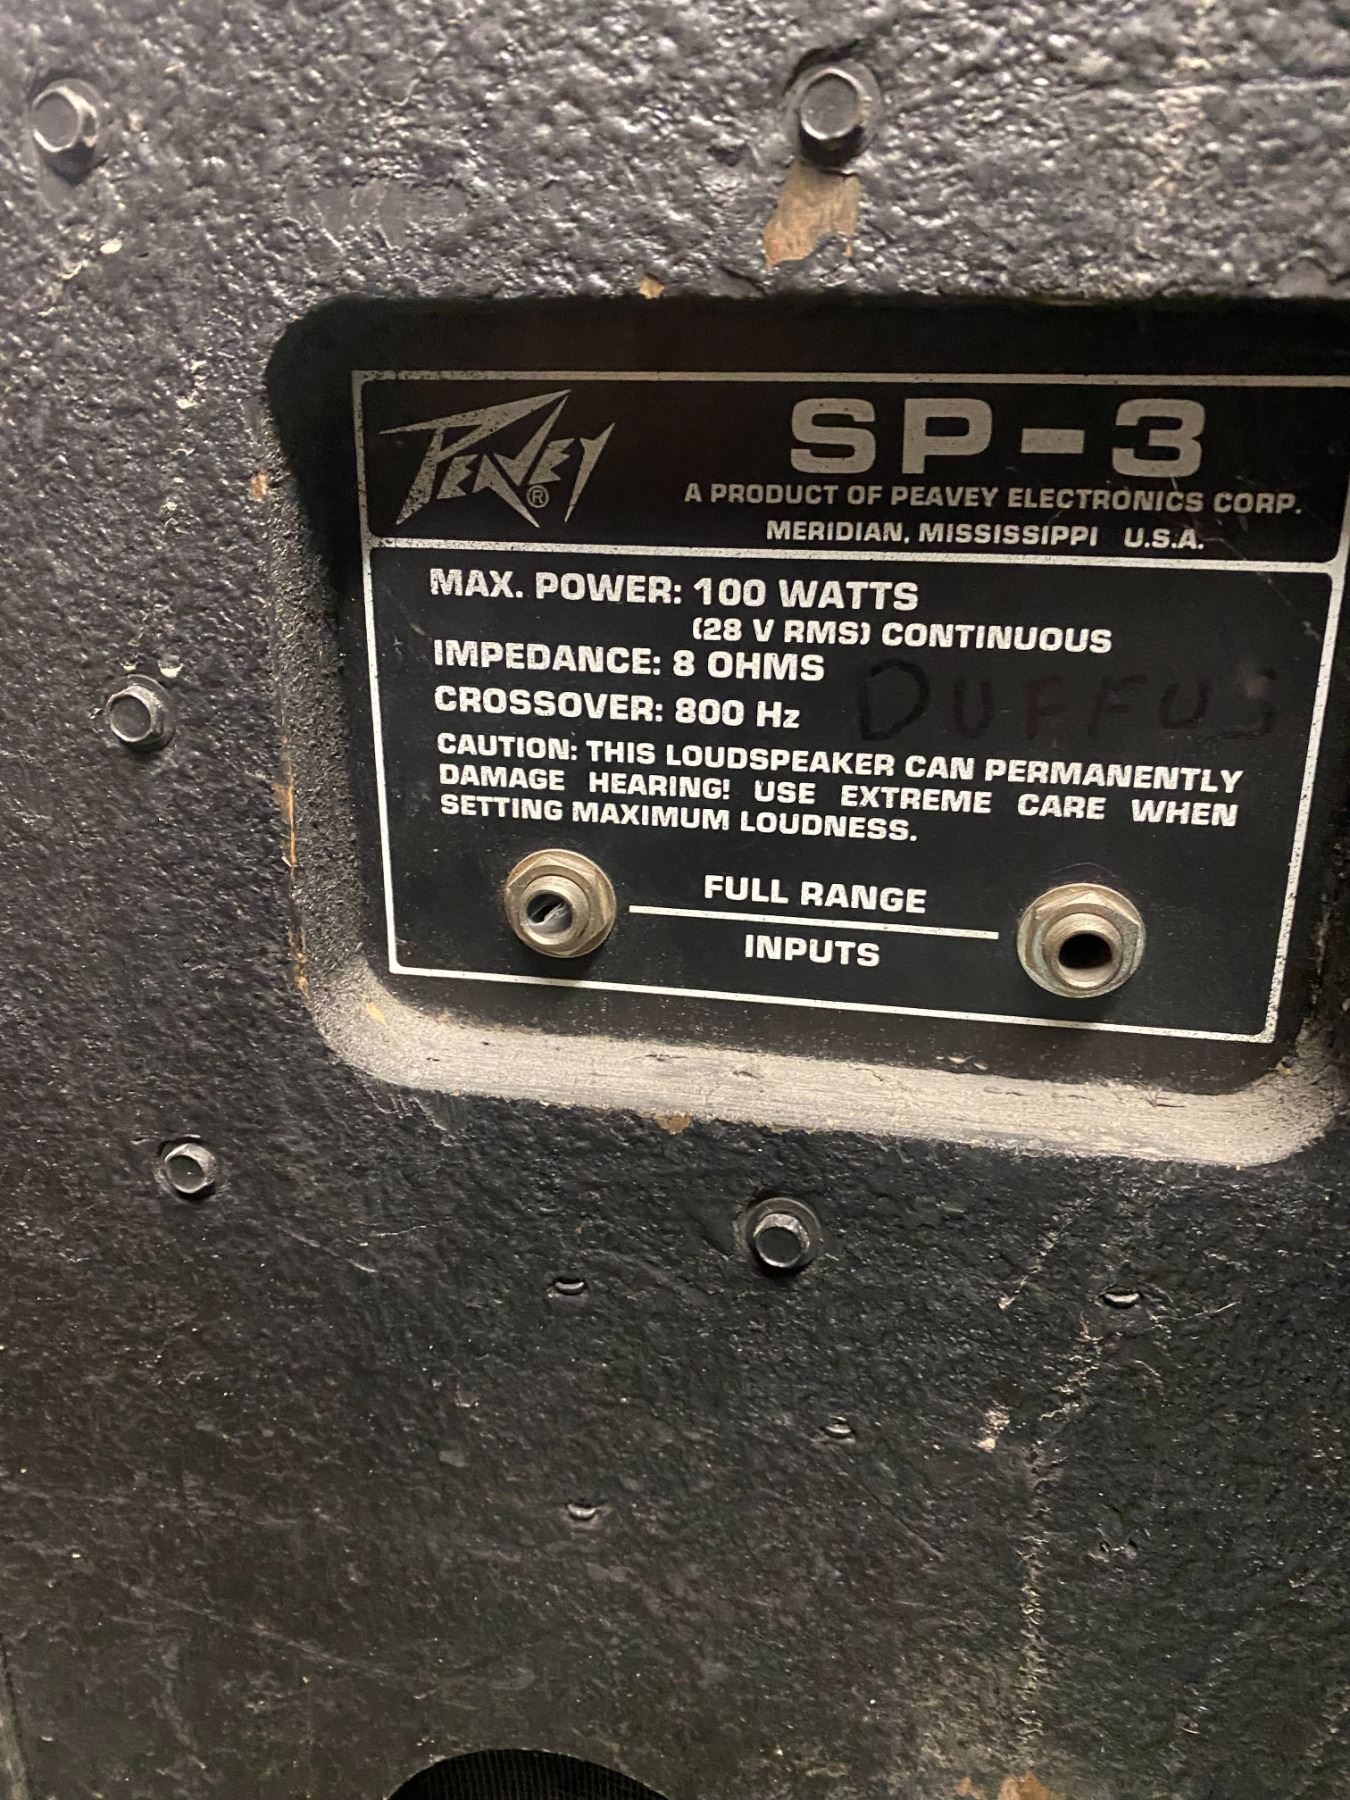 PEAVEY®
SP-3
A PRODUCT OF PEAVEY ELECTRONICS CORP.
MERIDIAN, MISSISSIPPI U.S.A.
MAX. POWER: 100 WATTS
(28 V RMS) CONTINUOUS
IMPEDANCE: 8 OHMS
CROSSOVER: 800 Hz
DUFFUS
CAUTION: THIS LOUDSPEAKER CAN PERMANENTLY
DAMAGE HEARING! USE EXTREME CARE WHEN
SETTING MAXIMUM LOUDNESS.
FULL RANGE
INPUTS